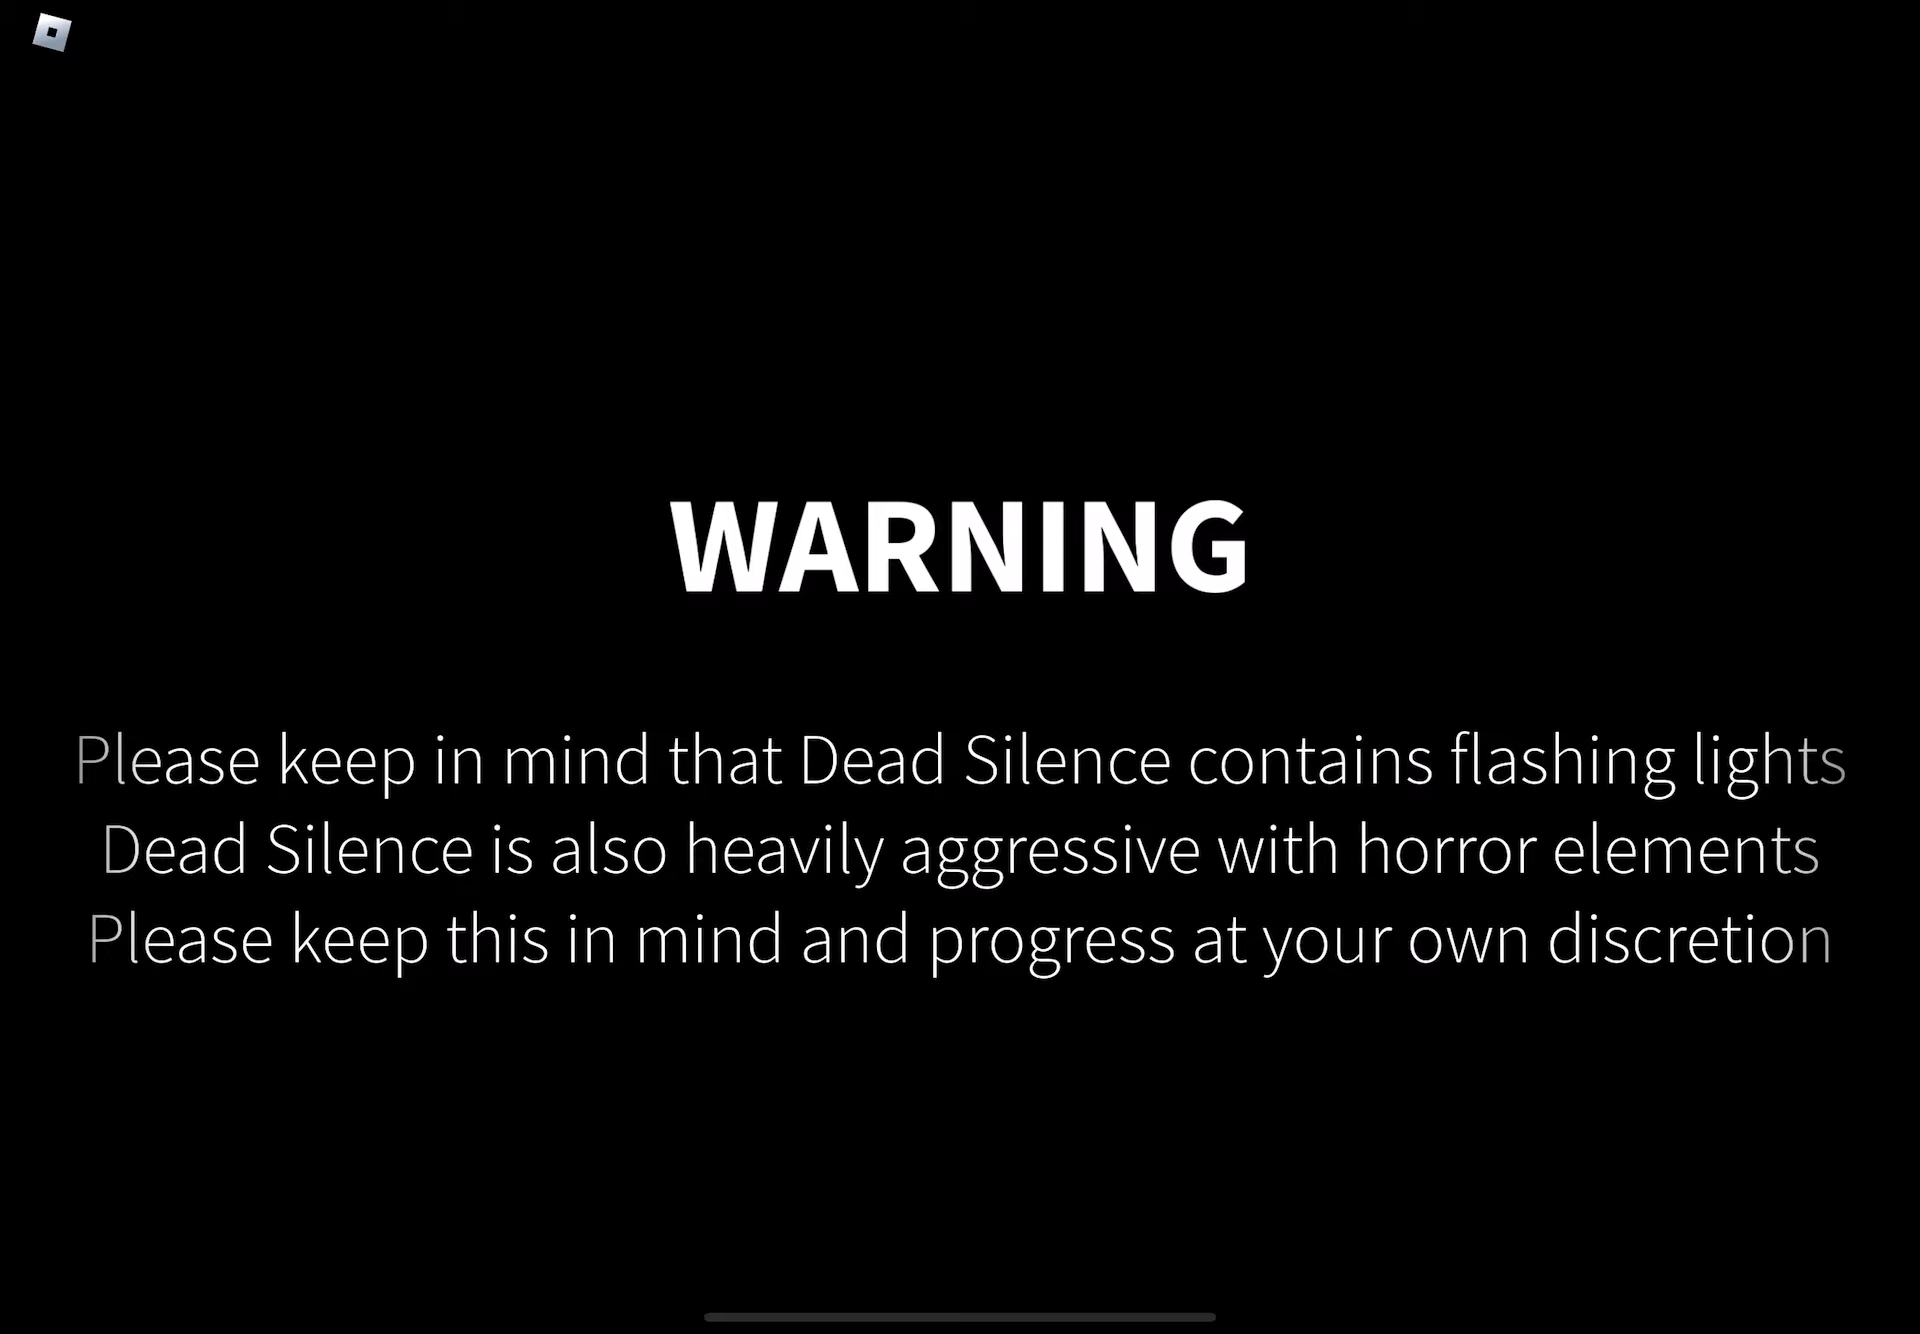 WARNING
Please keep in mind that Dead Silence contains flashing lights
Dead Silence is also heavily aggressive with horror elements
Please keep this in mind and progress at your own discretion